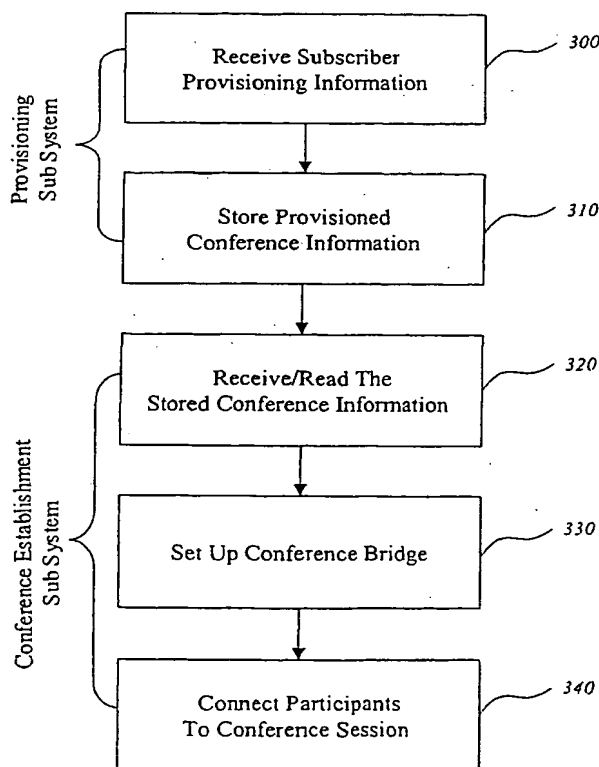 Receive Subscriber
Provisioning Information
300
Provisioning
Sub System
Store Provisioned
Conference Information
310
Receive/Read The
Stored Conference Information
320
Conference Establishment
Sub System
Set Up Conference Bridge
330
Connect Participants
To Conference Session
340